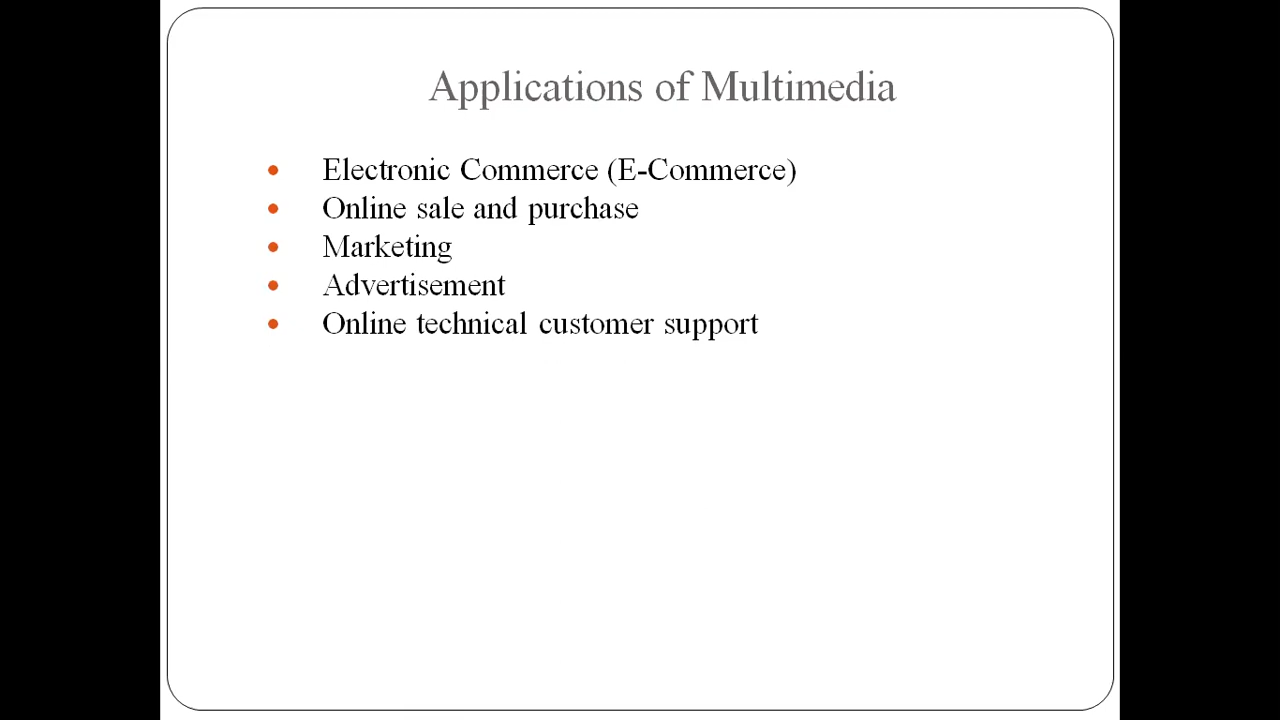 Applications of Multimedia
• Electronic Commerce (E-Commerce)
• Online sale and purchase
• Marketing
• Advertisement
• Online technical customer support